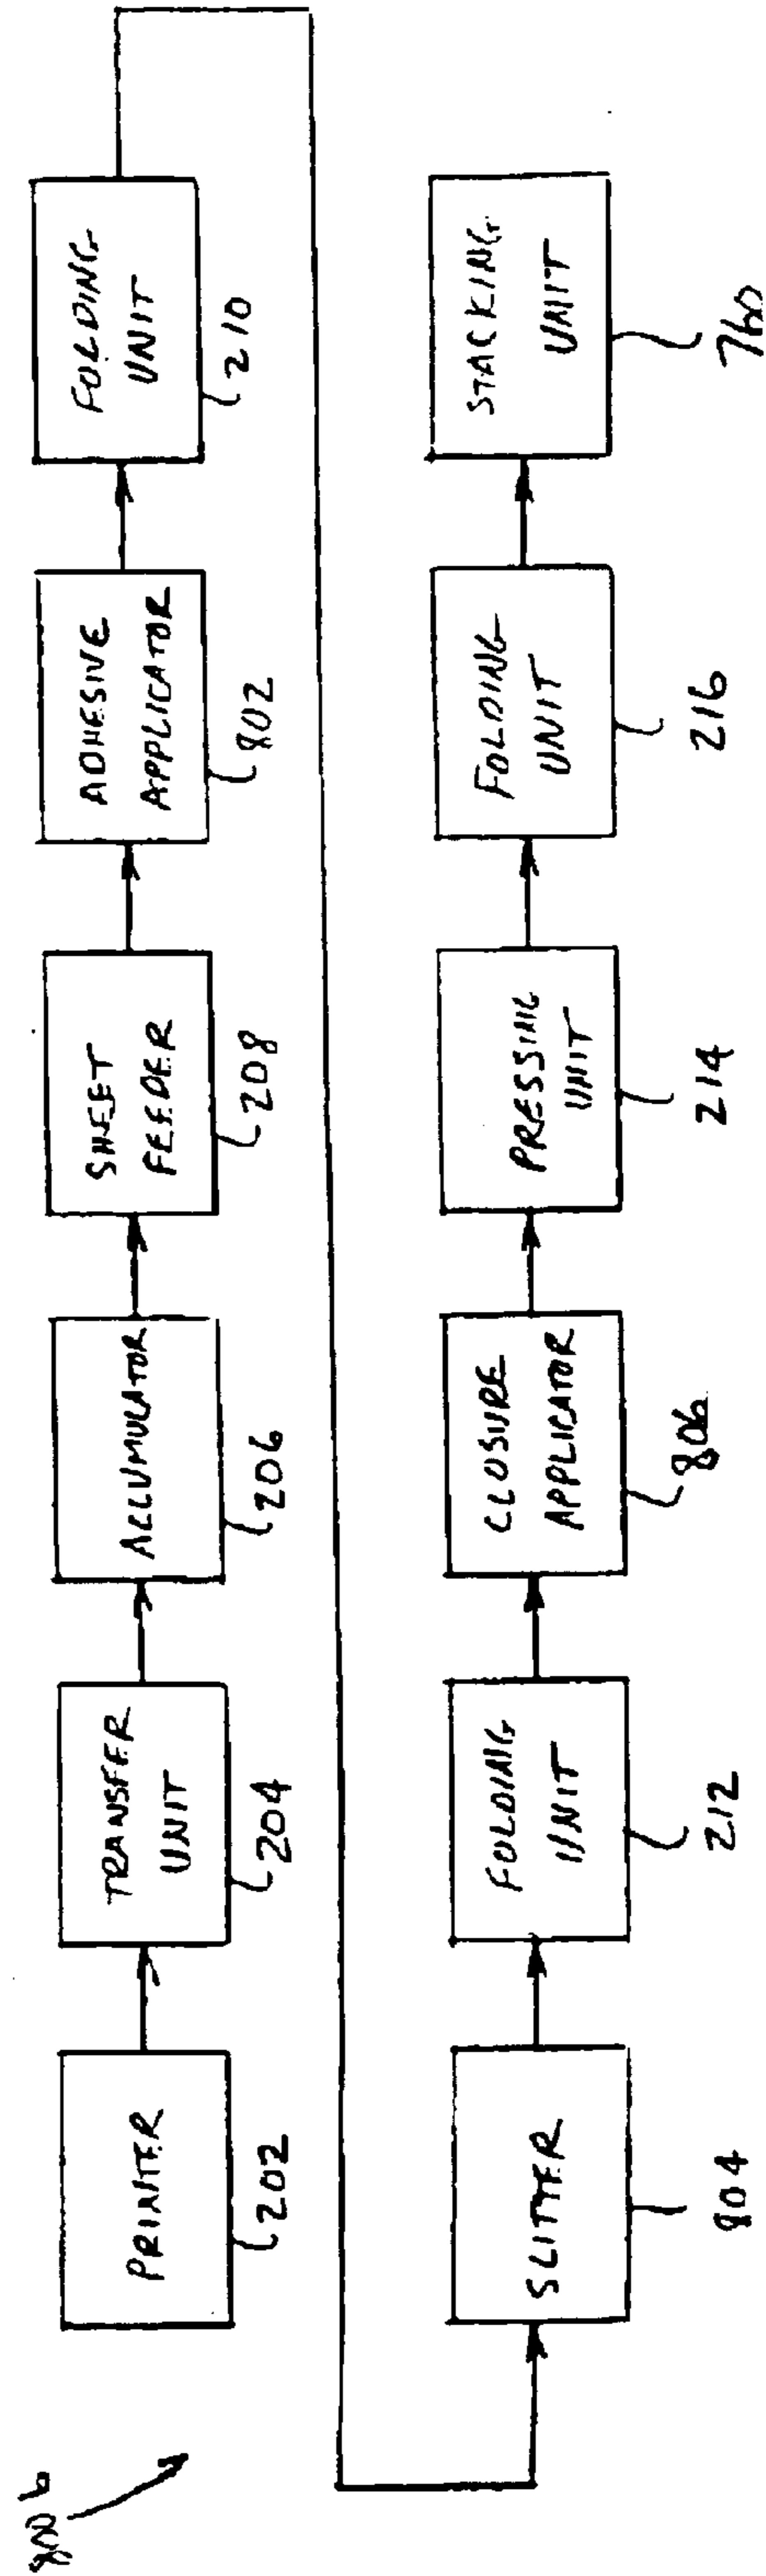 800b
PRINTER
202
TRANSFER
UNIT
204
ACCUMULATOR
206
SHEET
FEEDER
208
ADHESIVE
APPLICATOR
802
FOLDING
UNIT
210
SLITTER
804
FOLDING
UNIT
212
CLOSURE
APPLICATOR
806
PRESSING
UNIT
214
FOLDING
UNIT
216
STACKING
UNIT
760